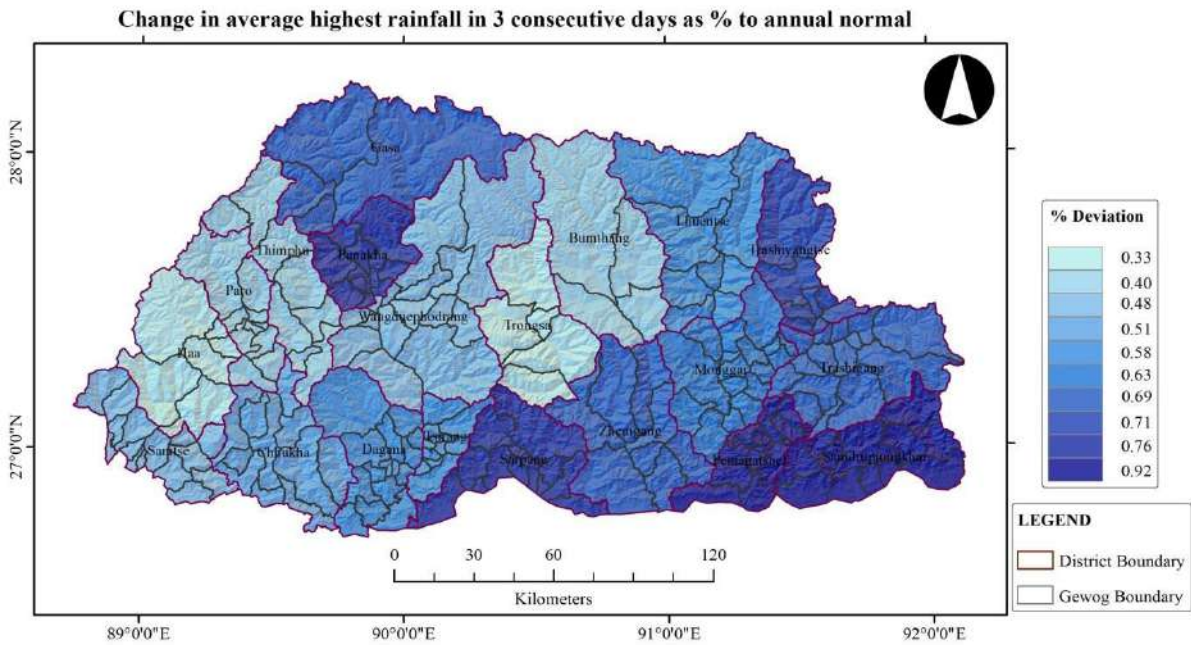 Change in average highest rainfall in 3 consecutive days as % to annual normal
28°0'0"N
27°0'0"N
Gasa
Punakha
Thimphu
Paro
Haa
Wangduephodrang
Bumthang
Trongsa
Lhuentse
Trashiyangtse
Monggar
Trashigang
Samtse
Chhukha
Dagana
Tsirang
Sarpang
Zhemgang
Pemagatshel
Samdrupjongkhar
0 30 60 120
Kilometers
89°0'0"E
90°0'0"E
91°0'0"E
92°0'0"E
% Deviation
0.33
0.40
0.48
0.51
0.58
0.63
0.69
0.71
0.76
0.92
LEGEND
District Boundary
Gewog Boundary